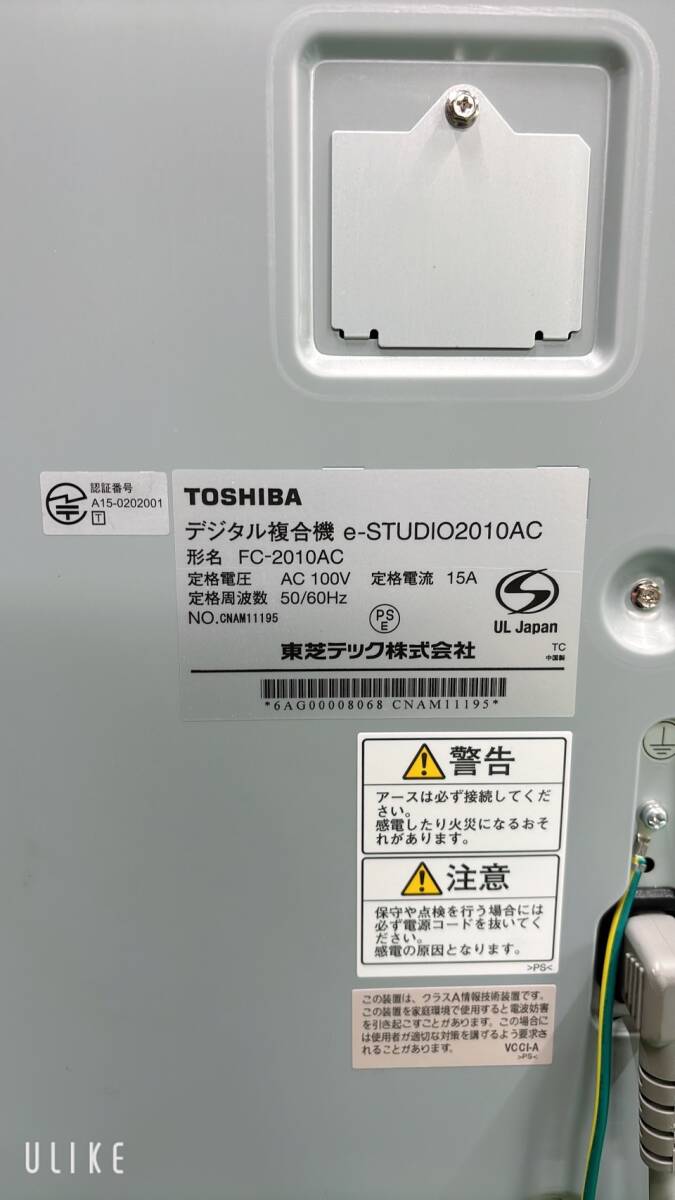 認証番号
A15-0202001
T
TOSHIBA
デジタル複合機 e-STUDIO2010AC
形名 FC-2010AC
定格電圧 AC 100V 定格電流 15A
定格周波数 50/60Hz
NO.CNAM11195
PS
E
S
UL Japan
東芝テック株式会社
TC
中国製
*6AG00008068 CNAM11195*
警告
アースは必ず接続してくだ
さい。
感電したり火災になるおそ
れがあります。
注意
保守や点検を行う場合には
必ず電源コードを抜いてく
ださい。
感電の原因となります。
>PS<
この装置は、クラスA情報技術装置です。
この装置を家庭環境で使用すると電波妨害
を引き起こすことがあります。この場合に
は使用者が適切な対策を講ずるよう要求さ
れることがあります。 VCCI-A
>PS<
ULIKE